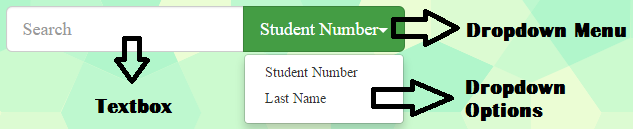 Search
Student Number
Dropdown Menu
Student Number
Last Name
Textbox
Dropdown
Options